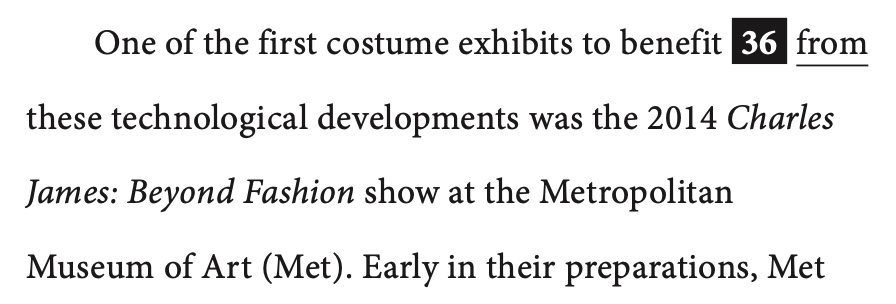 One of the first costume exhibits to benefit 36 from
these technological developments was the 2014 Charles
James: Beyond Fashion show at the Metropolitan
Museum of Art (Met). Early in their preparations, Met